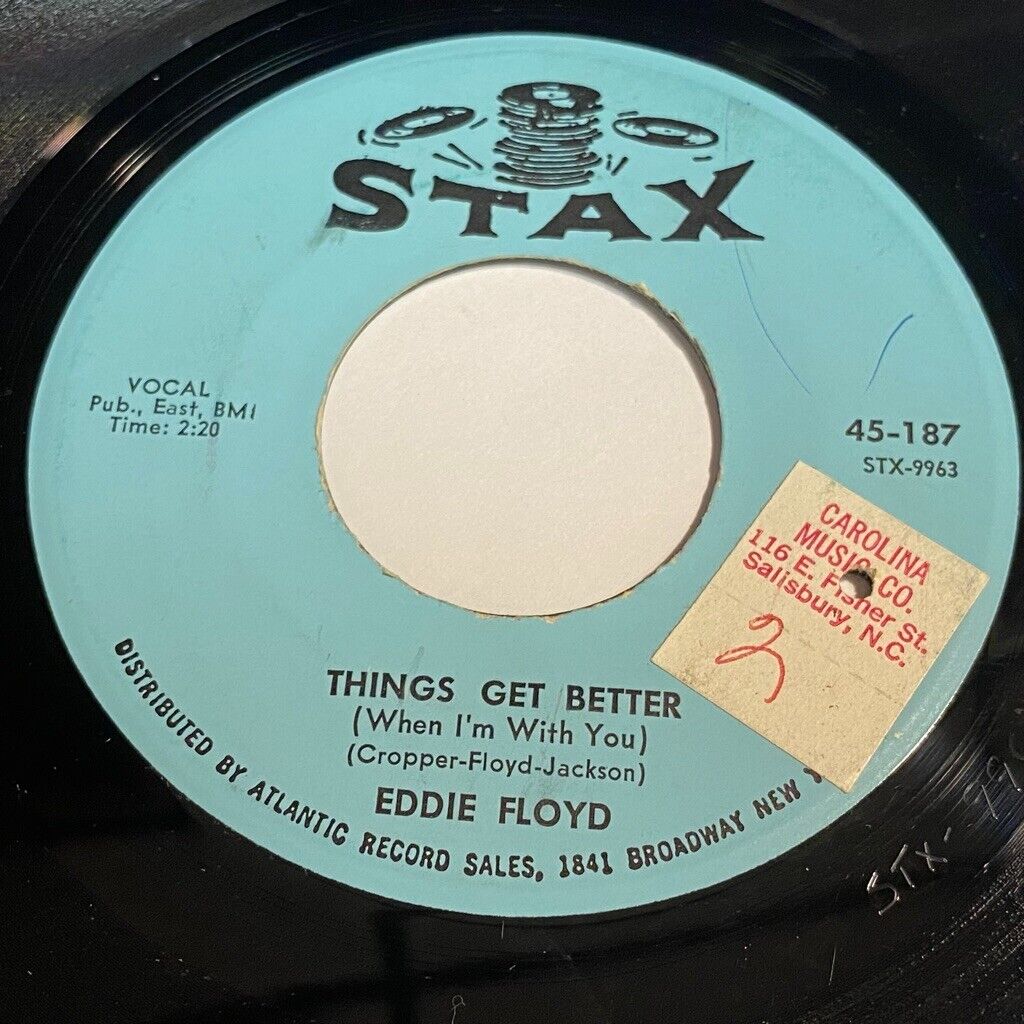 STAX
VOCAL
Pub., East, BMI
Time: 2:20
45-187
STX-9963
CAROLINA
MUSIC CO.
116 E. Fisher St.
Salisbury, N.C.
2
THINGS GET BETTER
(When I'm With You)
(Cropper-Floyd-Jackson)
EDDIE FLOYD
DISTRIBUTED BY ATLANTIC RECORD SALES, 1841 BROADWAY NEW
STX-